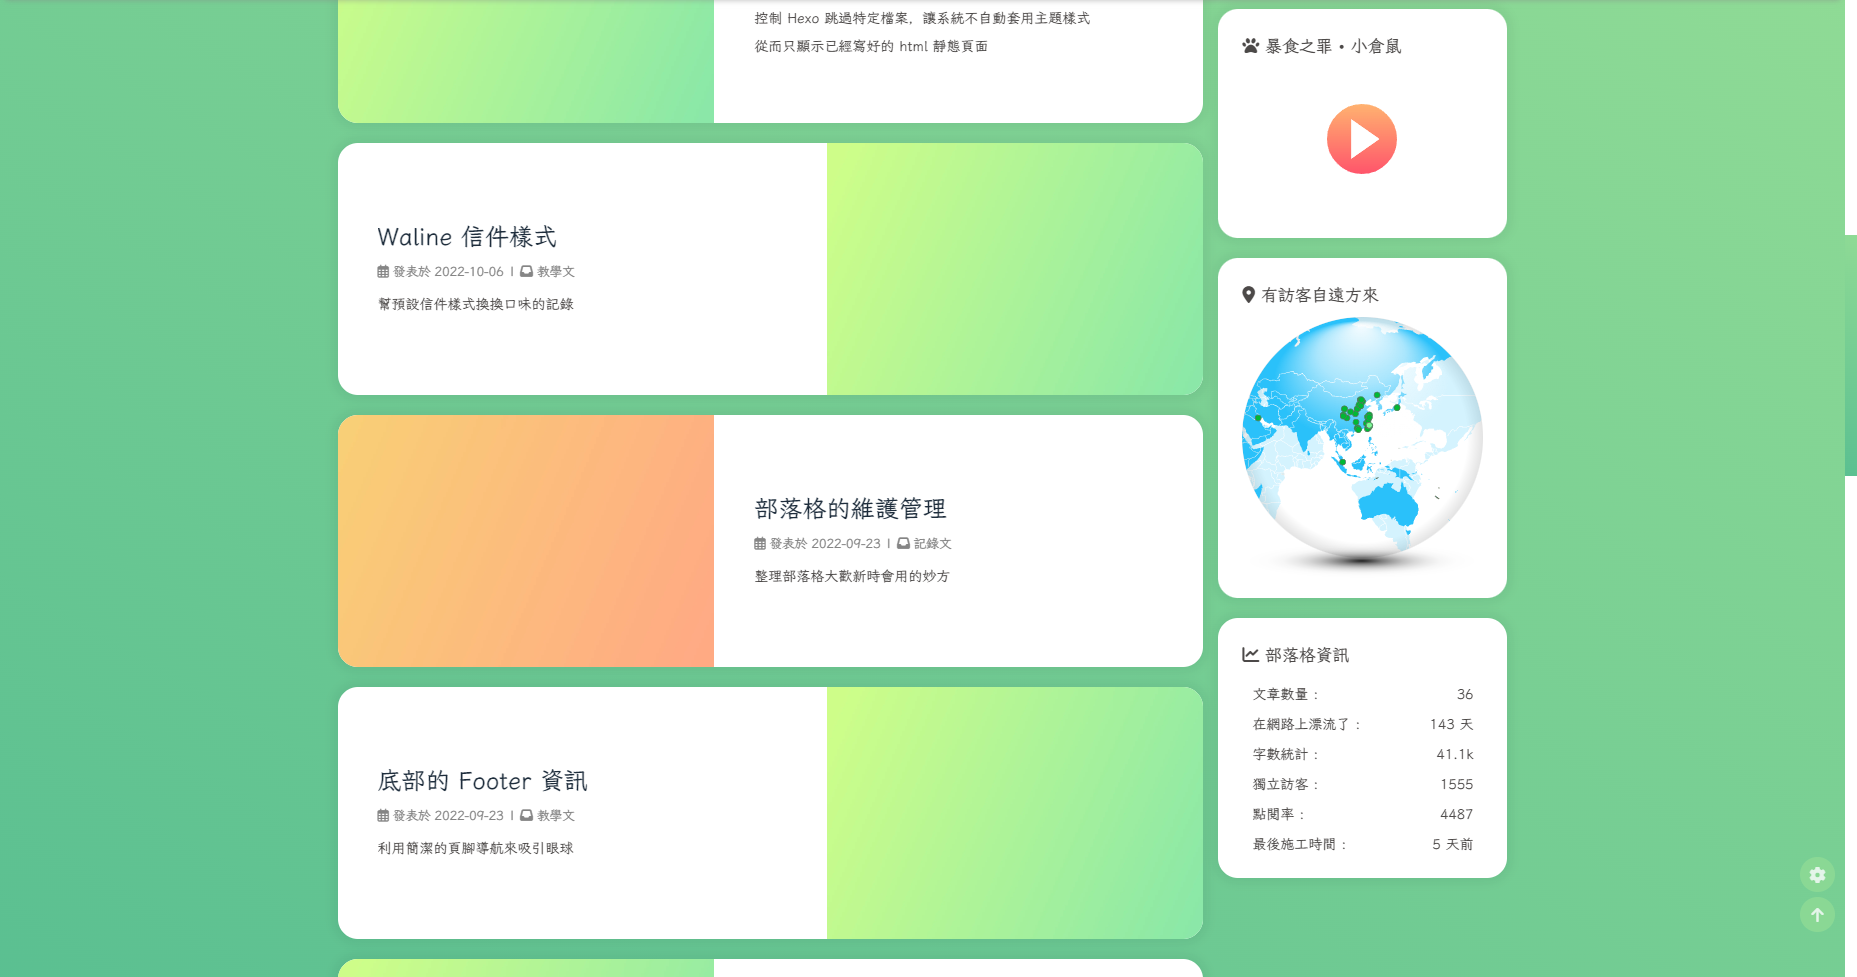 控制 Hexo 跳過特定檔案，讓系統不自動套用主題樣式
從而只顯示已經寫好的 html 靜態頁面
Waline 信件樣式
發表於 2022-10-06 | 教學文
幫預設信件樣式換換口味的記錄
部落格的維護管理
發表於 2022-09-23 | 記錄文
整理部落格大歡新時會用的妙方
底部的 Footer 資訊
發表於 2022-09-23 | 教學文
利用簡潔的頁腳導航來吸引眼球
暴食之罪・小倉鼠
有訪客自遠方來
部落格資訊
文章數量 : 36
在網路上漂流了 : 143 天
字數統計 : 41.1k
獨立訪客 : 1555
點閱率 : 4487
最後施工時間 : 5 天前